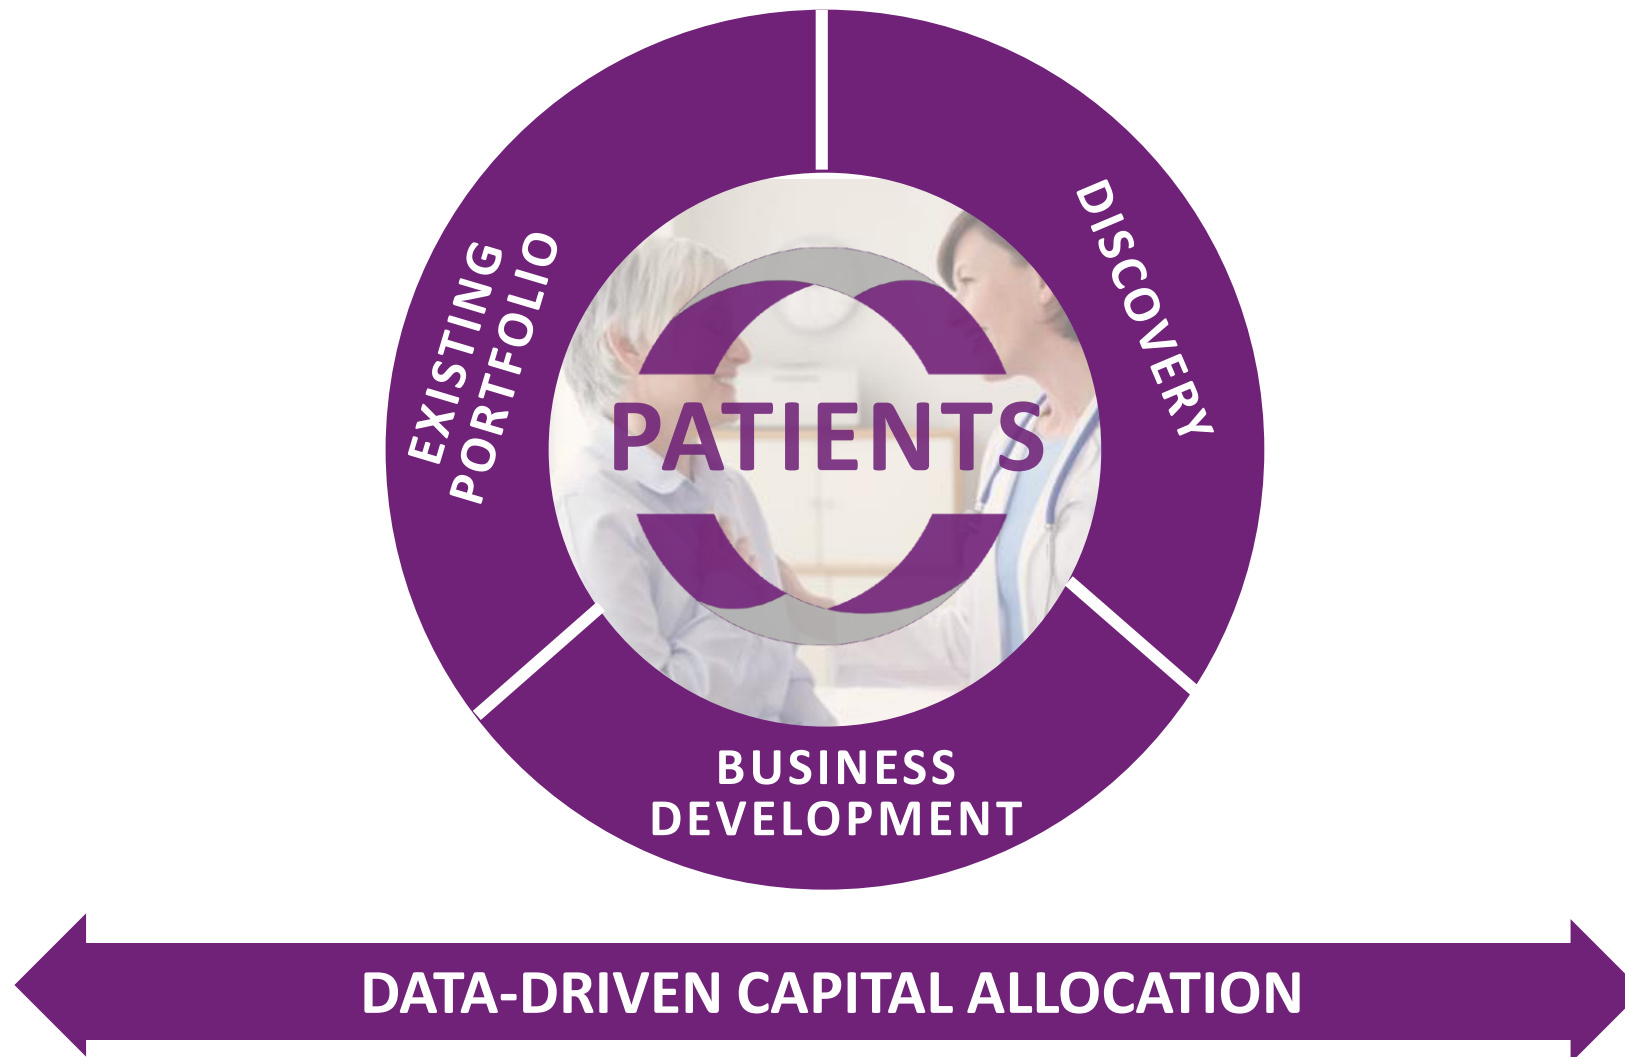 EXISTING
PORTFOLIO
DISCOVERY
PATIENTS
BUSINESS
DEVELOPMENT
DATA-DRIVEN CAPITAL ALLOCATION